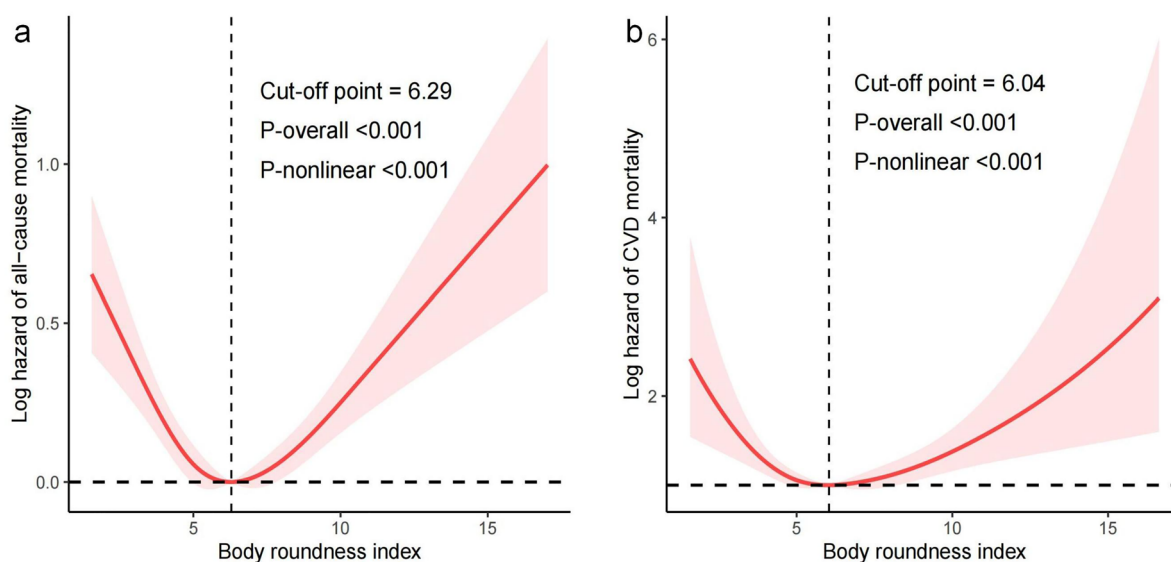 a
Cut-off point = 6.29
P-overall <0.001
P-nonlinear <0.001
Log hazard of all−cause mortality
1.0
0.5
0.0
5 10 15
Body roundness index
b
Cut-off point = 6.04
P-overall <0.001
P-nonlinear <0.001
Log hazard of CVD mortality
6
4
2
5 10 15
Body roundness index